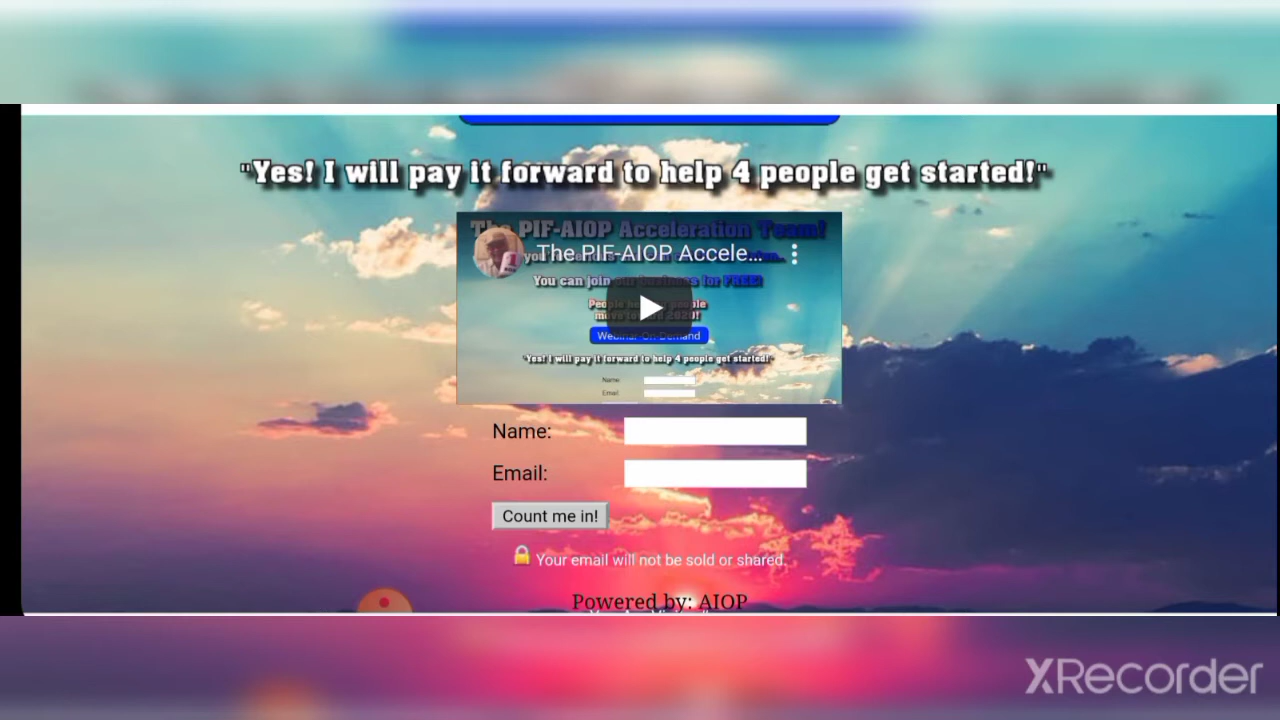 "Yes! I will pay it forward to help 4 people get started!"
The PIF-AIOP Acceleration Team!
The PIF-AIOP Accele...
You can join our business for FREE!
Webinar-On-Demand
"Yes! I will pay it forward to help 4 people get started!"
Name:
Email:
Name:
Email:
Count me in!
Your email will not be sold or shared.
Powered by: AIOP
XRecorder